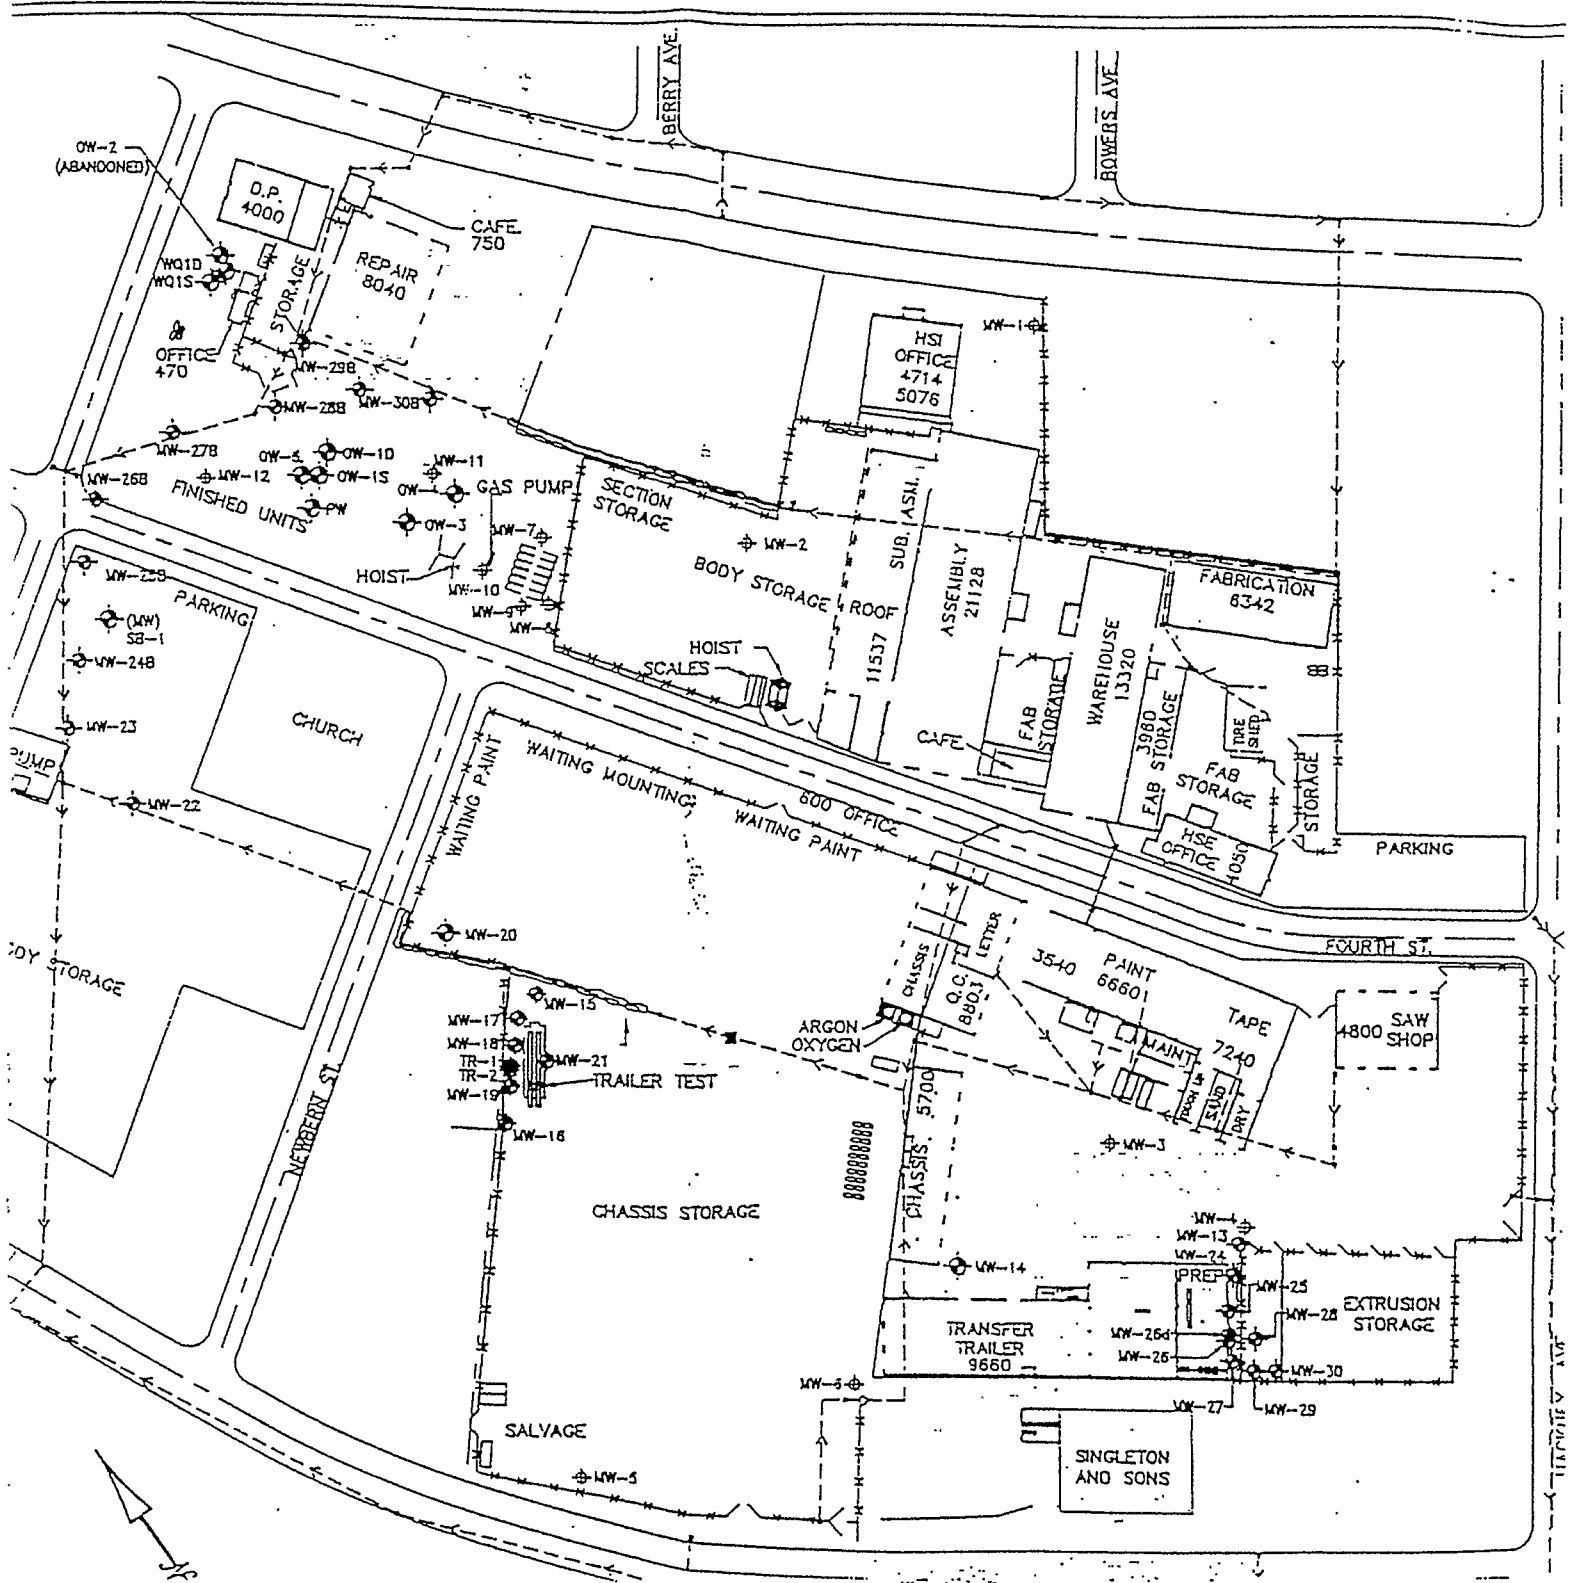 BERRY AVE.
BOWERS AVE.
OW-2
(ABANDONED)
D.P.
4000
CAFE
750
WQ1D
WQ1S
REPAIR
8040
STORAGE
OFFICE
470
MW-29B
MW-28B
MW-30B
MW-27B
MW-26B
MW-12
OW-1D
OW-1S
MW-11
GAS PUMP
FINISHED UNITS
PW
OW-3
MW-7
HOIST
MW-10
MW-9
MW-8
SECTION
STORAGE
MW-1
HSI
OFFICE
4714
5076
MW-2
BODY STORAGE
ROOF
11537
SUB. ASM.
ASSEMBLY
21128
FABRICATION
6342
WAREHOUSE
13320
3980
FAB STORAGE
FAB
STORAGE
CAFE
TIRE
SHED
FAB
STORAGE
STORAGE
HSE
OFFICE
4050
PARKING
HOIST
SCALES
PARKING
(MW)
SB-1
MW-24B
MW-23
PUMP
MW-22
CHURCH
WAITING PAINT
WAITING MOUNTING
WAITING PAINT
600 OFFICE
FOURTH ST.
MW-20
MW-15
MW-17
MW-18
TR-1
TR-2
MW-19
MW-21
TRAILER TEST
MW-16
NEWBERN ST.
CHASSIS
LETTER
Q.C.
8803
ARGON
OXYGEN
3540
PAINT
6660
TAPE
7240
MAINT
SAND
DRY
4800
SAW
SHOP
CHASSIS 5700
MW-3
CHASSIS STORAGE
MW-4
MW-13
MW-24
PREP
MW-25
MW-28
MW-14
MW-26d
MW-26
MW-30
MW-27
MW-29
EXTRUSION
STORAGE
TRANSFER
TRAILER
9660
MW-6
SALVAGE
MW-5
SINGLETON
AND SONS